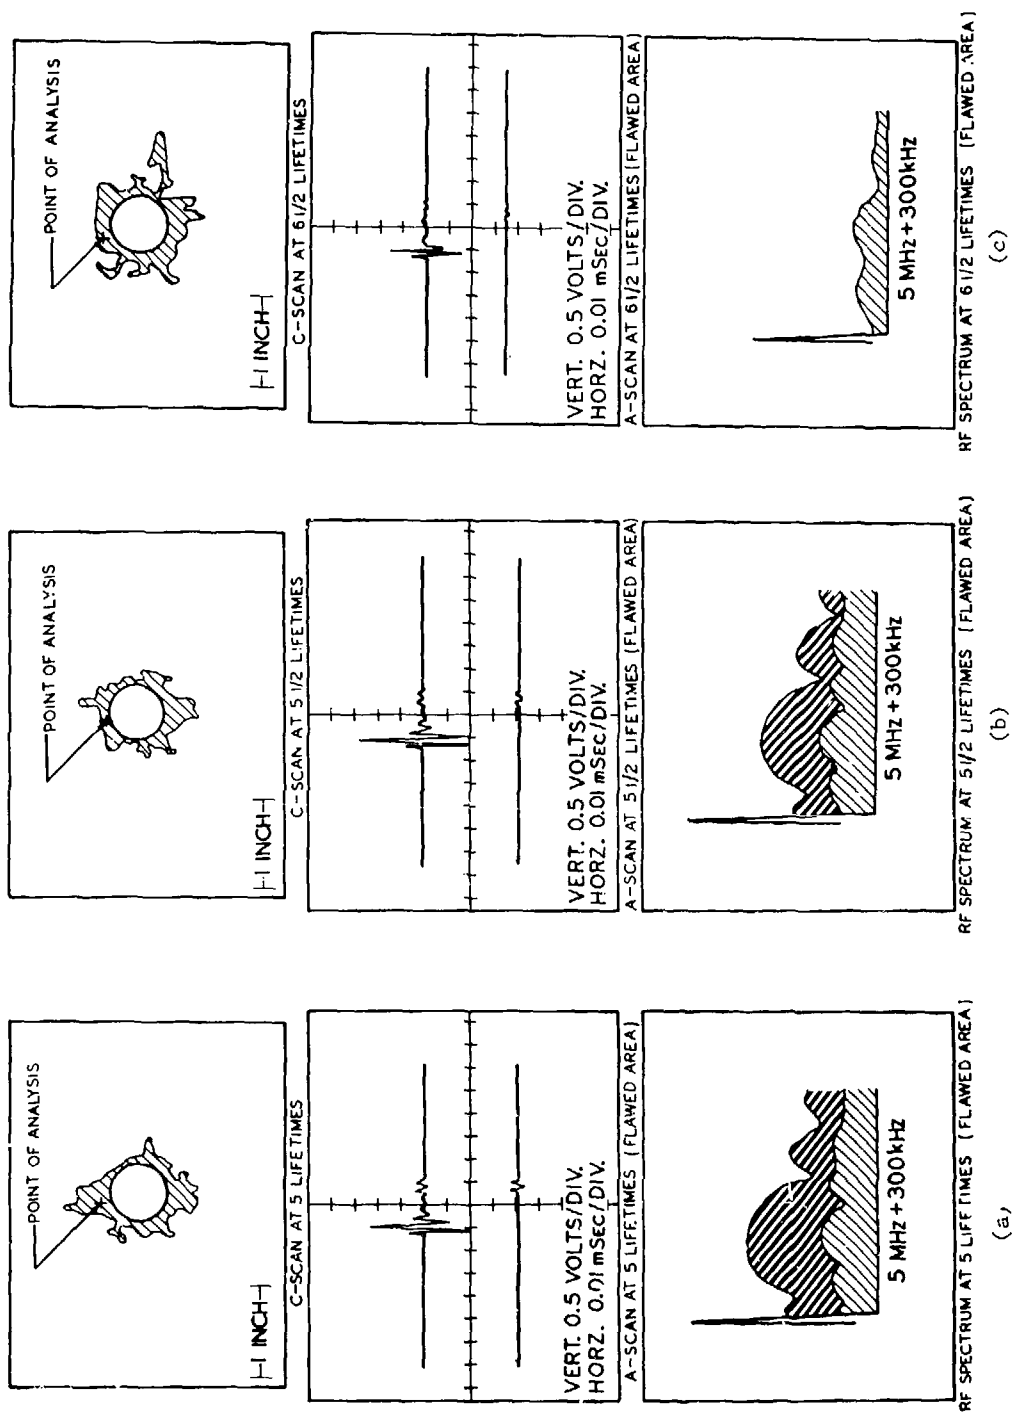 POINT OF ANALYSIS
1 INCH
C-SCAN AT 5 LIFETIMES
VERT. 0.5 VOLTS/DIV.
HORZ. 0.01 mSEC/DIV.
A-SCAN AT 5 LIFETIMES (FLAWED AREA)
5 MHz+300kHz
RF SPECTRUM AT 5 LIFETIMES (FLAWED AREA)
(a)
POINT OF ANALYSIS
1 INCH
C-SCAN AT 5 1/2 LIFETIMES
VERT. 0.5 VOLTS/DIV.
HORZ. 0.01 mSEC/DIV.
A-SCAN AT 5 1/2 LIFETIMES (FLAWED AREA)
5 MHz+300kHz
RF SPECTRUM AT 5 1/2 LIFETIMES (FLAWED AREA)
(b)
POINT OF ANALYSIS
1 INCH
C-SCAN AT 6 1/2 LIFETIMES
VERT. 0.5 VOLTS/DIV.
HORZ. 0.01 mSEC/DIV.
A-SCAN AT 6 1/2 LIFETIMES (FLAWED AREA)
5 MHz+300kHz
RF SPECTRUM AT 6 1/2 LIFETIMES (FLAWED AREA)
(c)